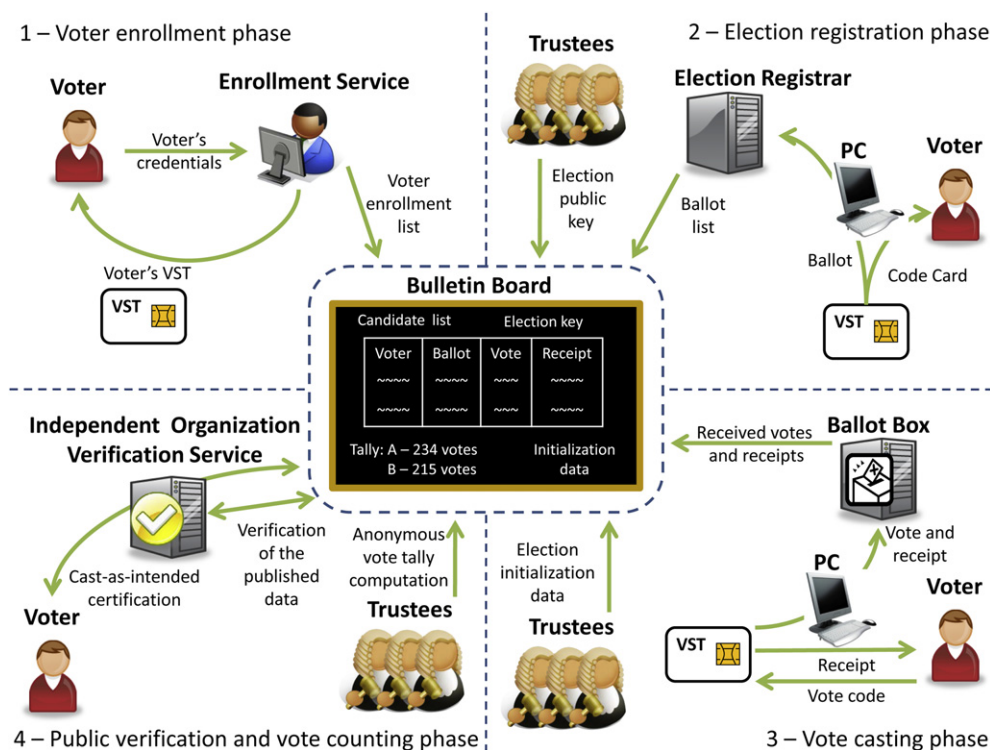 1 – Voter enrollment phase
Voter
Enrollment Service
Voter's
credentials
Voter
enrollment
list
Voter's VST
VST
2 – Election registration phase
Trustees
Election Registrar
PC
Voter
Election
public
key
Ballot
list
Ballot
Code Card
VST
Bulletin Board
Candidate list
Election key
Voter
Ballot
Vote
Receipt
~~~~
~~~~
~~~
~~~~
~~~~
~~~~
~~~
~~~~
Tally: A – 234 votes
B – 215 votes
Initialization
data
Independent Organization
Verification Service
Cast-as-intended
certification
Verification
of the
published
data
Voter
Anonymous
vote tally
computation
Trustees
4 – Public verification and vote counting phase
Election
initialization
data
Trustees
Received votes
and receipts
Ballot Box
Vote and
receipt
PC
Voter
VST
Receipt
Vote code
3 – Vote casting phase